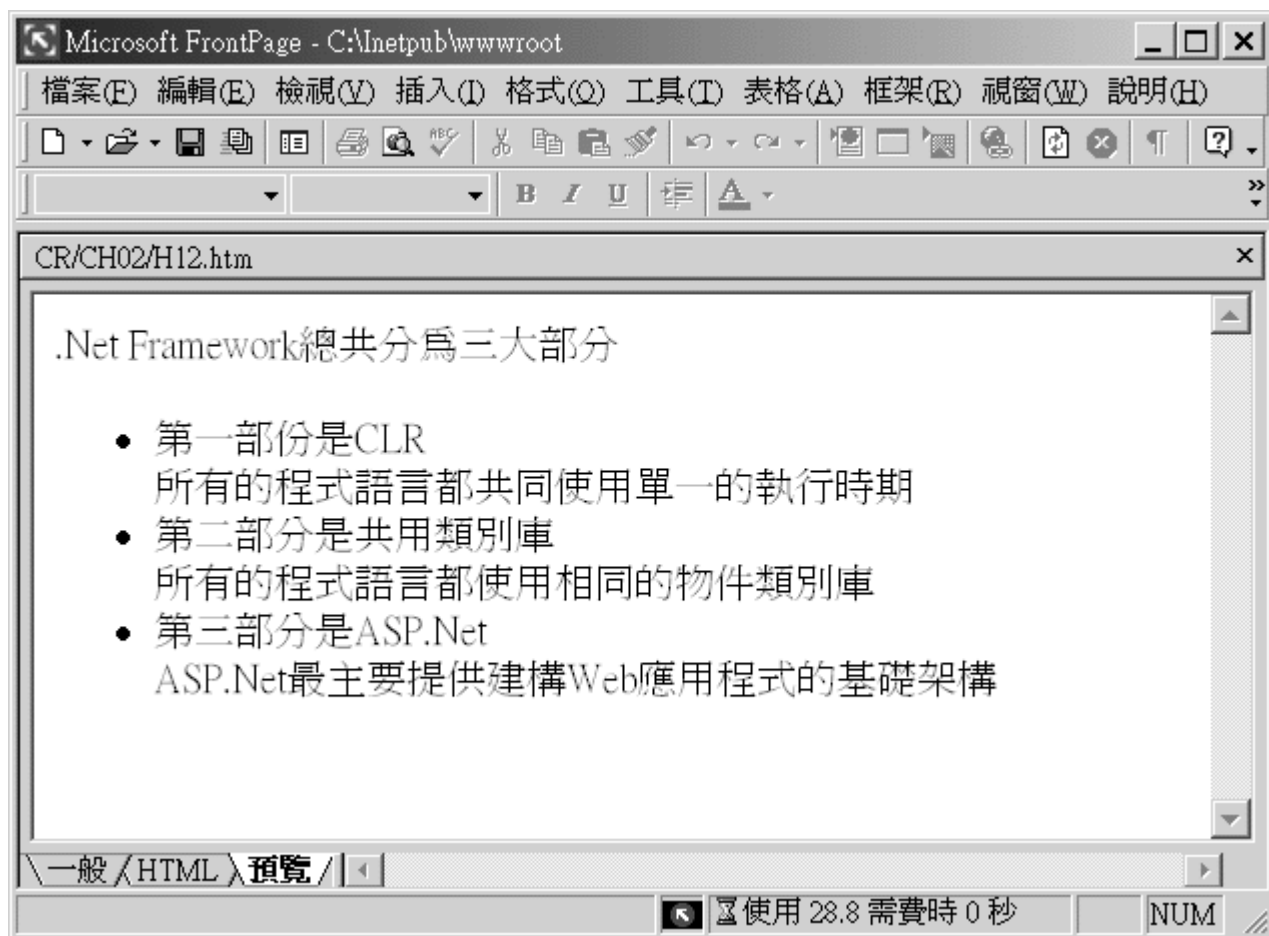 Microsoft FrontPage - C:\Inetpub\wwwroot
檔案(F) 編輯(E) 檢視(V) 插入(I) 格式(O) 工具(T) 表格(A) 框架(R) 視窗(W) 說明(H)
ABC
B I U A
CR/CH02/H12.htm
.Net Framework總共分為三大部分
第一部份是CLR
所有的程式語言都共同使用單一的執行時期
第二部分是共用類別庫
所有的程式語言都使用相同的物件類別庫
第三部分是ASP.Net
ASP.Net最主要提供建構Web應用程式的基礎架構
一般 HTML 預覽
使用 28.8 需費時 0 秒 NUM